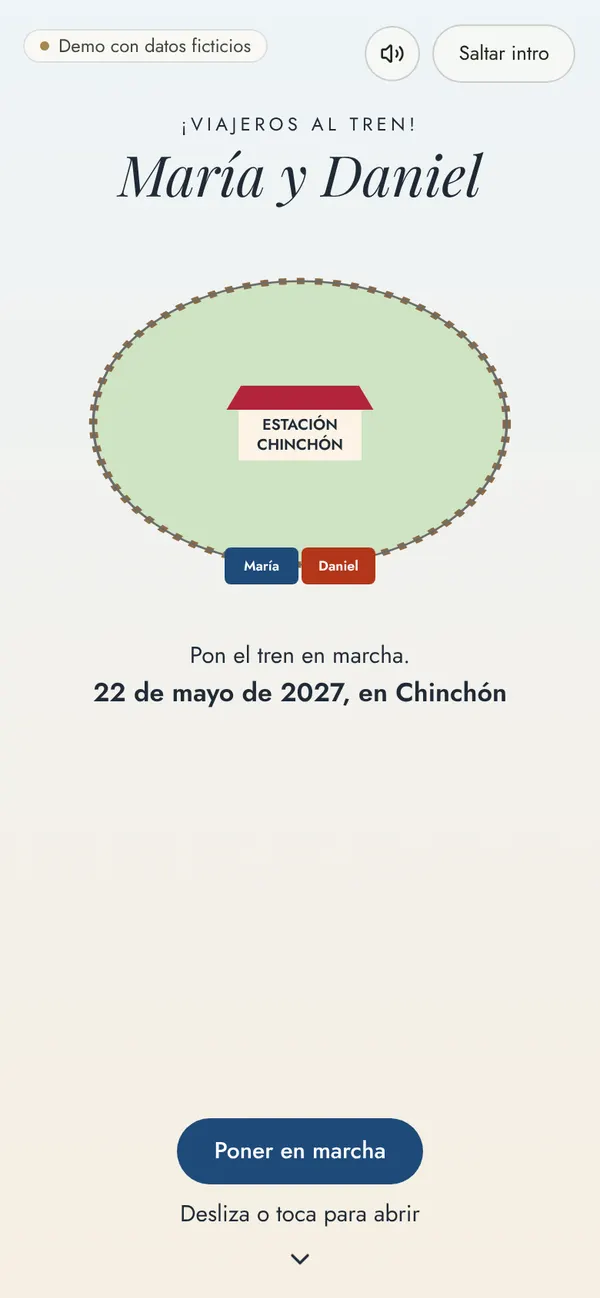 Demo con datos ficticios
Saltar intro
¡VIAJEROS AL TREN!
María y Daniel
ESTACIÓN
CHINCHÓN
María
Daniel
Pon el tren en marcha.
22 de mayo de 2027, en Chinchón
Poner en marcha
Desliza o toca para abrir